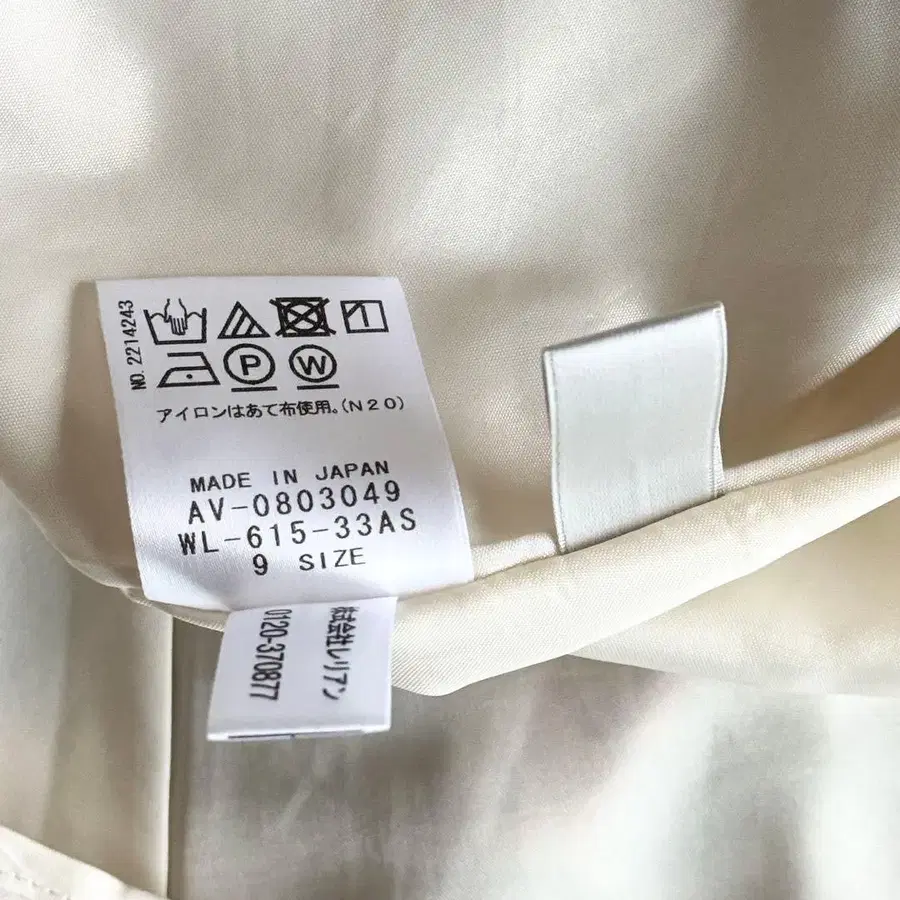 NO. 2214243
P W
アイロンはあて布使用。(N20)
MADE IN JAPAN
AV-0803049
WL-615-33AS
9 SIZE
株式会社レリアン
0120-370877